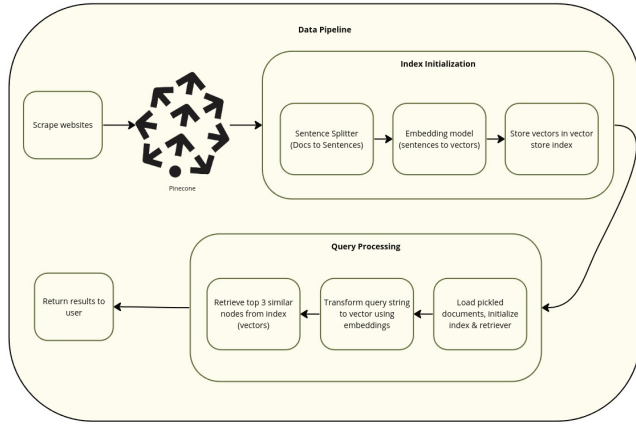 Data Pipeline
Index Initialization
Scrape websites
Pinecone
Sentence Splitter
(Docs to Sentences)
Embedding model
(sentences to vectors)
Store vectors in vector
store index
Query Processing
Return results to
user
Retrieve top 3 similar
nodes from index
(vectors)
Transform query string
to vector using
embeddings
Load pickled
documents, initialize
index & retriever